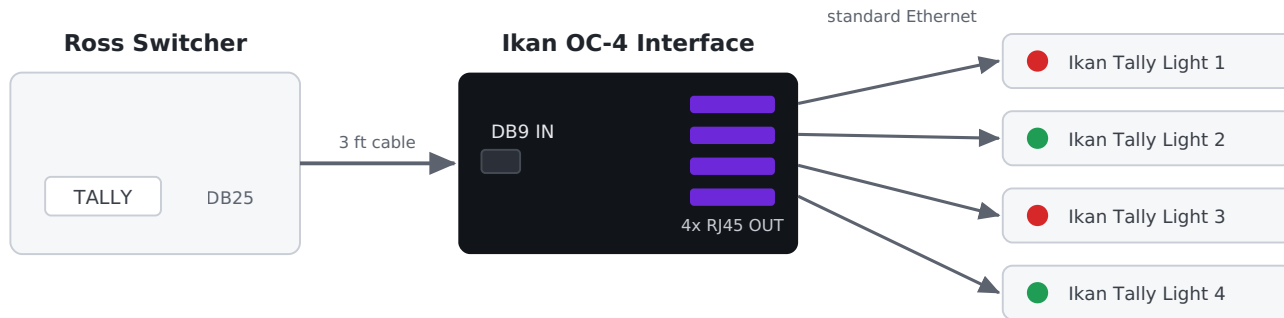 standard Ethernet
Ross Switcher
Ikan OC-4 Interface
Ikan Tally Light 1
DB9 IN
3 ft cable
Ikan Tally Light 2
TALLY
DB25
4x RJ45 OUT
Ikan Tally Light 3
Ikan Tally Light 4